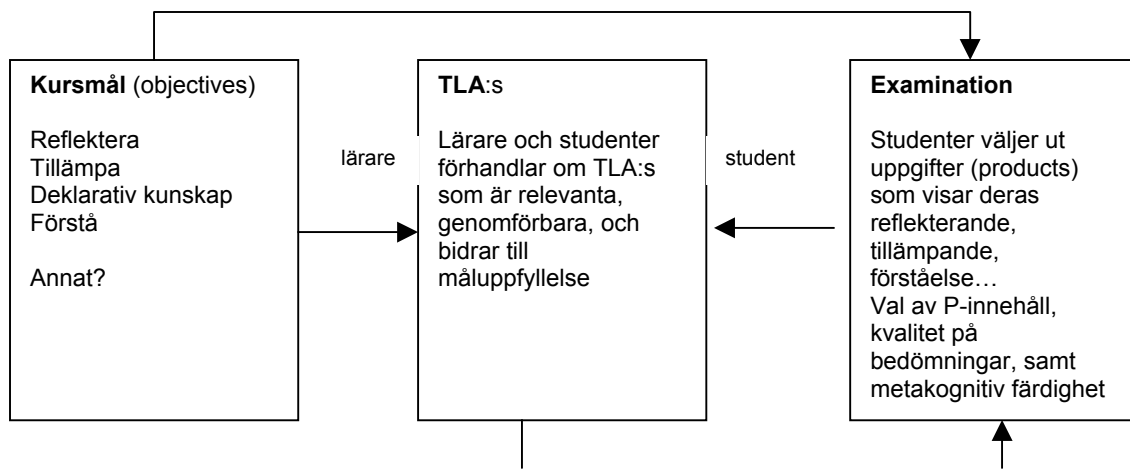 Kursmål (objectives)
Reflektera
Tillämpa
Deklarativ kunskap
Förstå
Annat?
lärare
TLA:s
Lärare och studenter
förhandlar om TLA:s
som är relevanta,
genomförbara, och
bidrar till
måluppfyllelse
student
Examination
Studenter väljer ut
uppgifter (products)
som visar deras
reflekterande,
tillämpande,
förståelse…
Val av P-innehåll,
kvalitet på
bedömningar, samt
metakognitiv färdighet